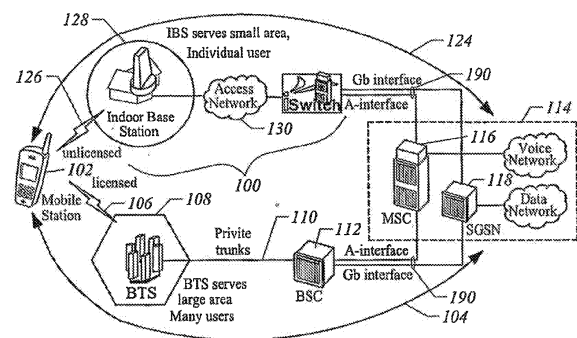 128
IBS serves small area,
Individual user
124
126
Indoor Base
Station
Access
Network
130
Switch
Gb interface
A-interface
190
114
116
Voice
Network
118
Data
Network
MSC
SGSN
unlicensed
102
licensed
100
Mobile
Station
106
108
BTS
Privite
trunks
110
112
BTS serves
large area
Many users
BSC
A-interface
Gb interface
190
104